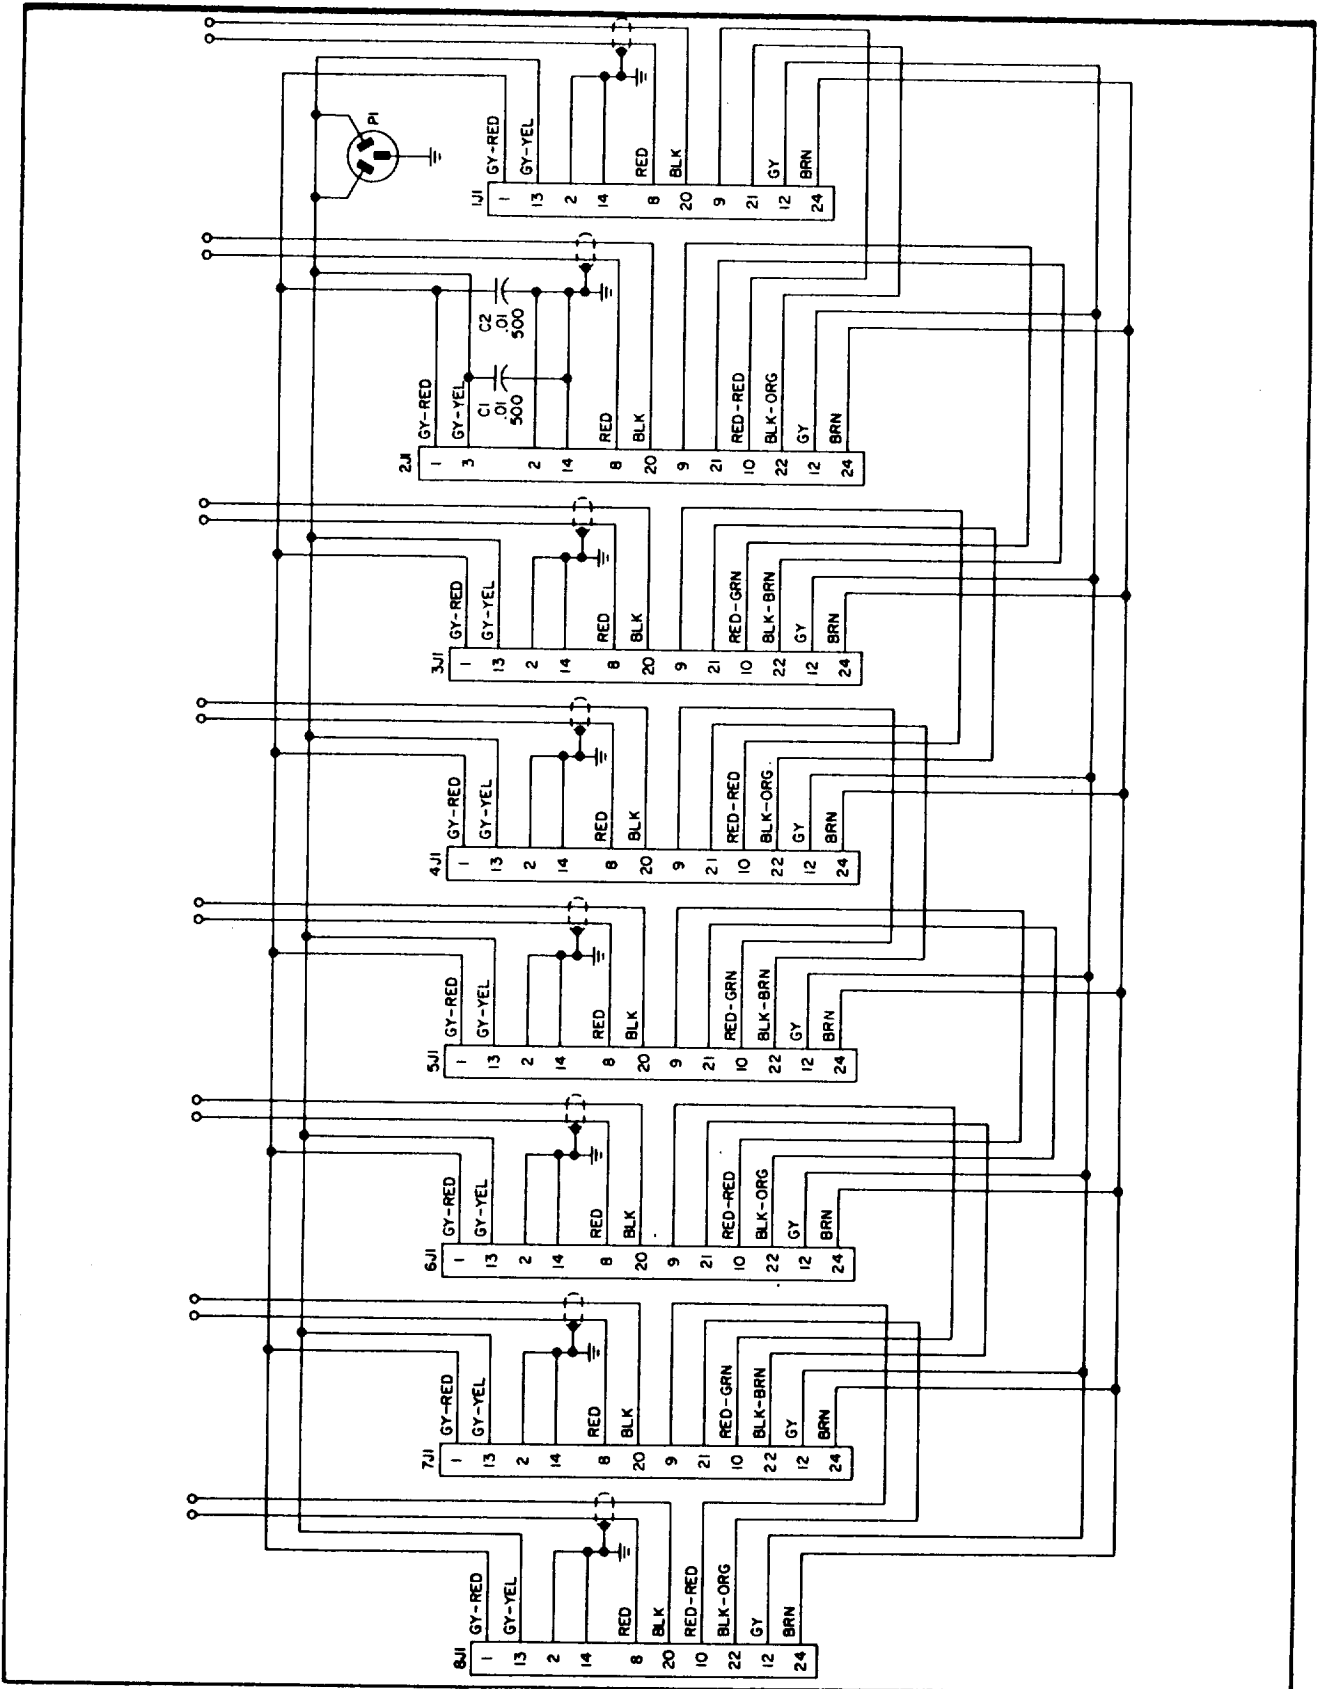 P1
1J1
GY-RED
GY-YEL
RED
BLK
GY
BRN
1
13
2
14
8
20
9
21
12
24
C2
.01
500
C1
.01
500
2J1
GY-RED
GY-YEL
RED
BLK
RED-RED
BLK-ORG
GY
BRN
1
3
2
14
8
20
9
21
10
22
12
24
3J1
GY-RED
GY-YEL
RED
BLK
RED-GRN
BLK-BRN
GY
BRN
1
13
2
14
8
20
9
21
10
22
12
24
4J1
GY-RED
GY-YEL
RED
BLK
RED-RED
BLK-ORG
GY
BRN
1
13
2
14
8
20
9
21
10
22
12
24
5J1
GY-RED
GY-YEL
RED
BLK
RED-GRN
BLK-BRN
GY
BRN
1
13
2
14
8
20
9
21
10
22
12
24
6J1
GY-RED
GY-YEL
RED
BLK
RED-RED
BLK-ORG
GY
BRN
1
13
2
14
8
20
9
21
10
22
12
24
7J1
GY-RED
GY-YEL
RED
BLK
RED-GRN
BLK-BRN
GY
BRN
1
13
2
14
8
20
9
21
10
22
12
24
8J1
GY-RED
GY-YEL
RED
BLK
RED-RED
BLK-ORG
GY
BRN
1
13
2
14
8
20
10
22
12
24